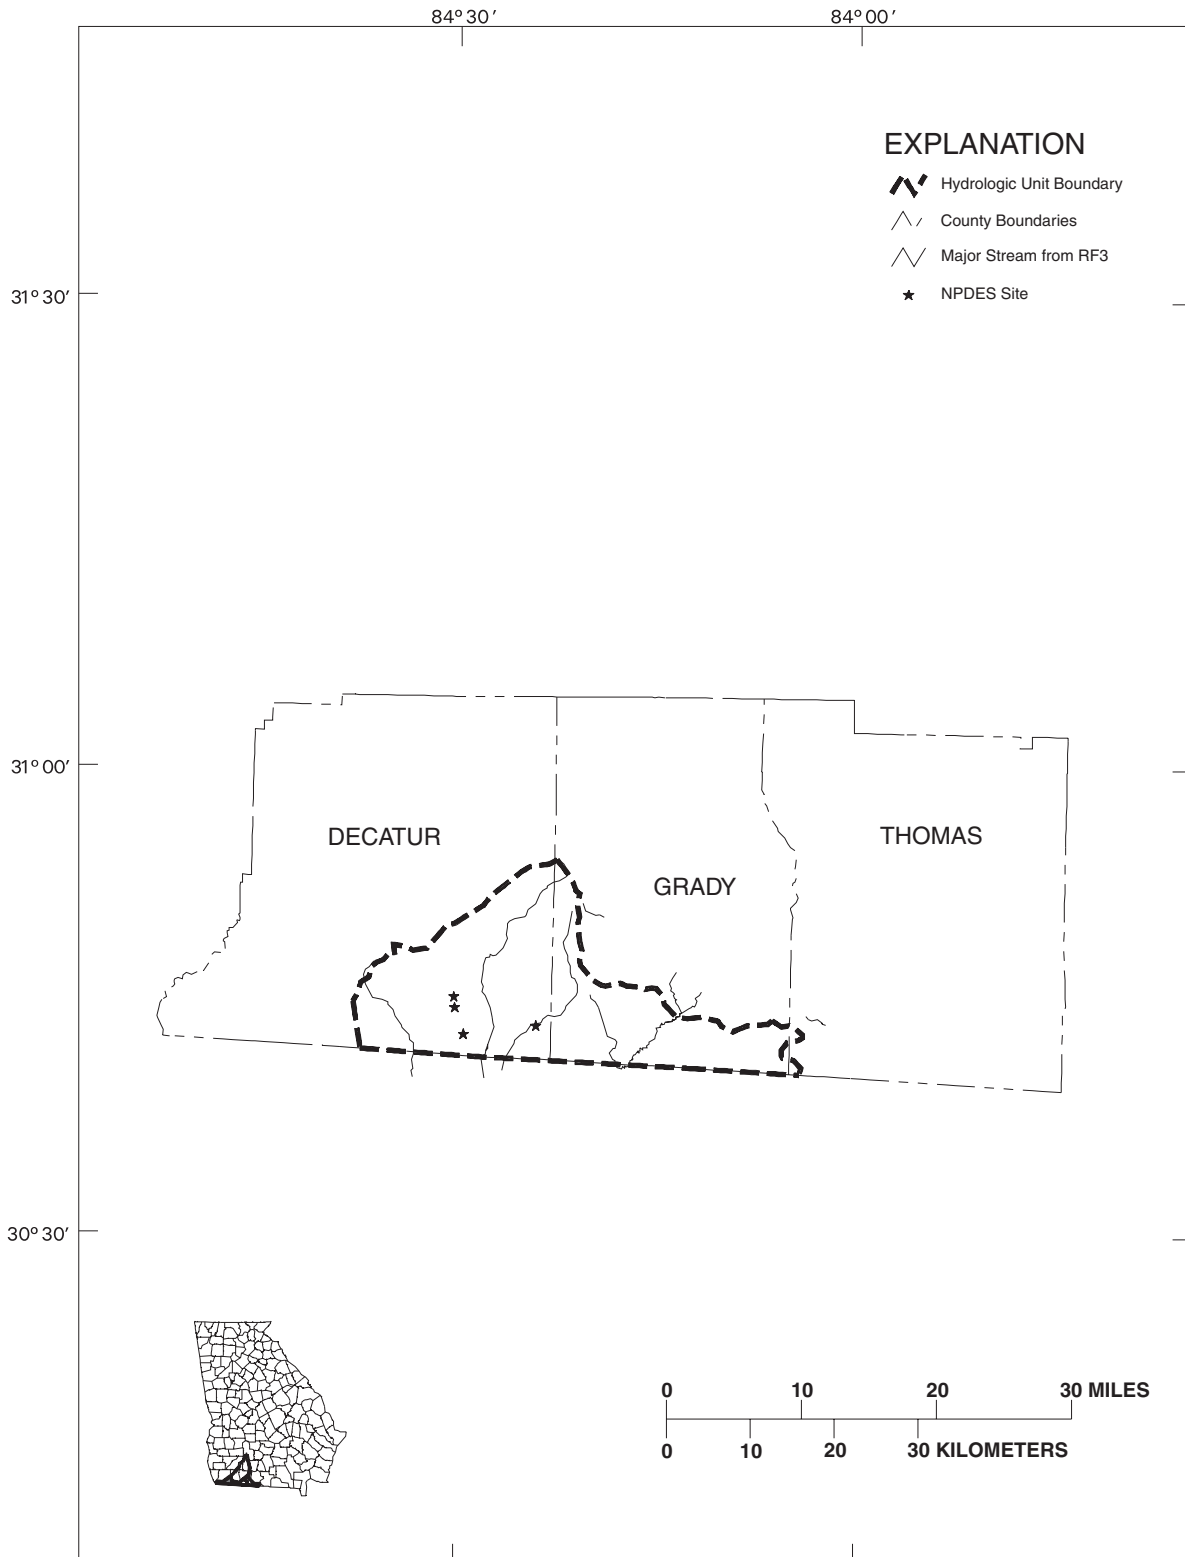 84° 30′
84° 00′
EXPLANATION
Hydrologic Unit Boundary
County Boundaries
Major Stream from RF3
NPDES Site
31° 30′
31° 00′
DECATUR
THOMAS
GRADY
30° 30′
0 10 20 30 MILES
0 10 20 30 KILOMETERS